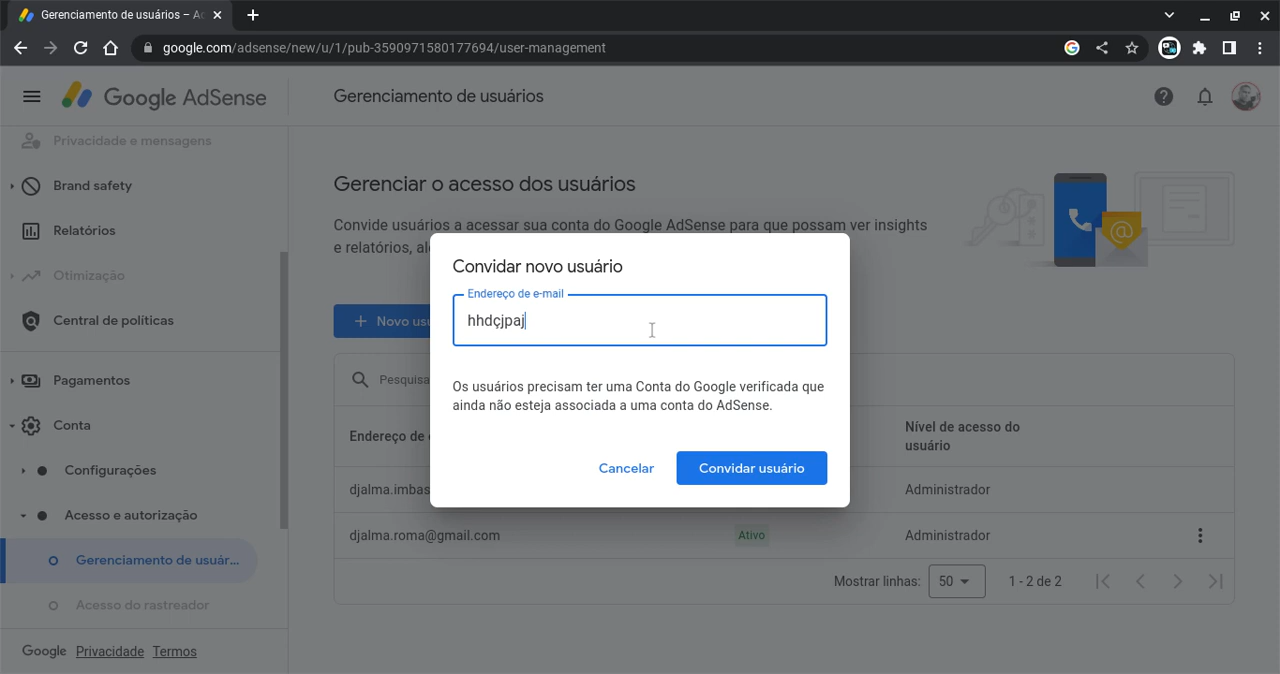 Gerenciamento de usuários – Ac
google.com/adsense/new/u/1/pub-3590971580177694/user-management
Google AdSense
Gerenciamento de usuários
Privacidade e mensagens
Brand safety
Relatórios
Otimização
Central de políticas
Pagamentos
Conta
Configurações
Acesso e autorização
Gerenciamento de usuár...
Acesso do rastreador
Google Privacidade Termos
Gerenciar o acesso dos usuários
Convide usuários a acessar sua conta do Google AdSense para que possam ver insights
e relatórios, al
+ Novo usu
Convidar novo usuário
Endereço de e-mail
hhdçjpaj
Os usuários precisam ter uma Conta do Google verificada que
ainda não esteja associada a uma conta do AdSense.
Cancelar Convidar usuário
Pesquisa
Endereço de Nível de acesso do
usuário
djalma.imbas Administrador
djalma.roma@gmail.com Ativo Administrador
Mostrar linhas: 50 1 - 2 de 2